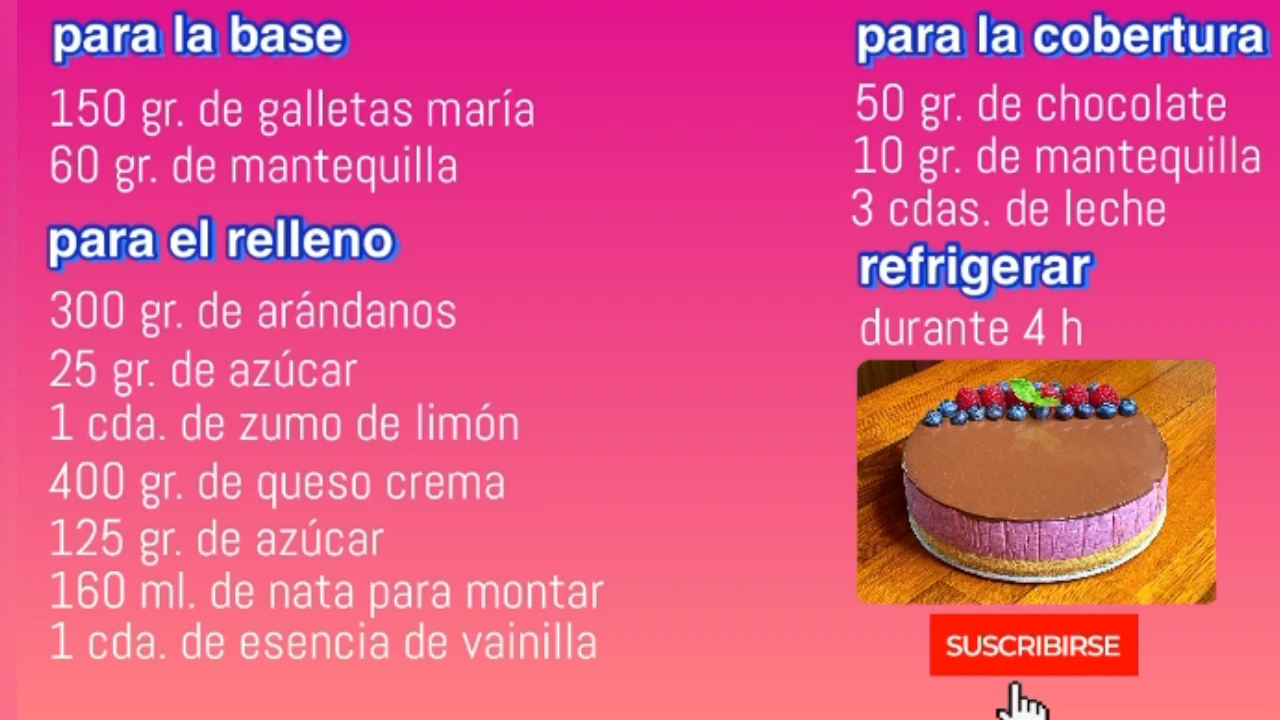 para la base
150 gr. de galletas maría
60 gr. de mantequilla
para el relleno
300 gr. de arándanos
25 gr. de azúcar
1 cda. de zumo de limón
400 gr. de queso crema
125 gr. de azúcar
160 ml. de nata para montar
1 cda. de esencia de vainilla
para la cobertura
50 gr. de chocolate
10 gr. de mantequilla
3 cdas. de leche
refrigerar
durante 4 h
SUSCRIBIRSE